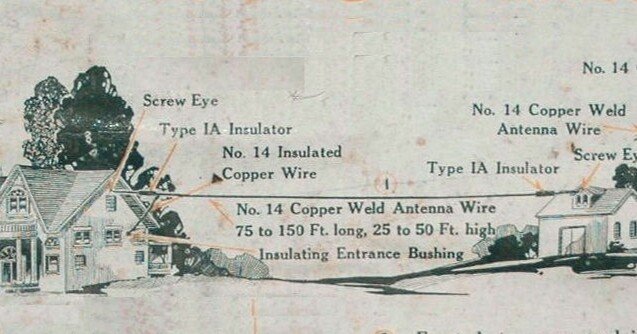 No. 14
Screw Eye
No. 14 Copper Weld
Antenna Wire
Type IA Insulator
No. 14 Insulated
Copper Wire
Screw Ey
Type IA Insulator
No. 14 Copper Weld Antenna Wire
75 to 150 Ft. long, 25 to 50 Ft. high
Insulating Entrance Bushing